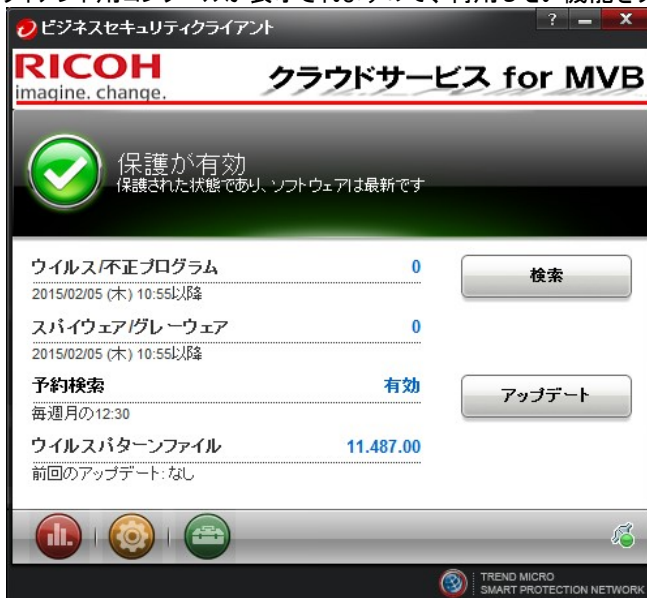 ビジネスセキュリティクライアント
RICOH
imagine. change.
クラウドサービス for MVB
保護が有効
保護された状態であり、ソフトウェアは最新です
ウイルス/不正プログラム 0
2015/02/05 (木) 10:55以降
検索
スパイウェア/グレーウェア 0
2015/02/05 (木) 10:55以降
予約検索 有効
毎週月の12:30
アップデート
ウイルスパターンファイル 11.487.00
前回のアップデート: なし
TREND MICRO
SMART PROTECTION NETWORK